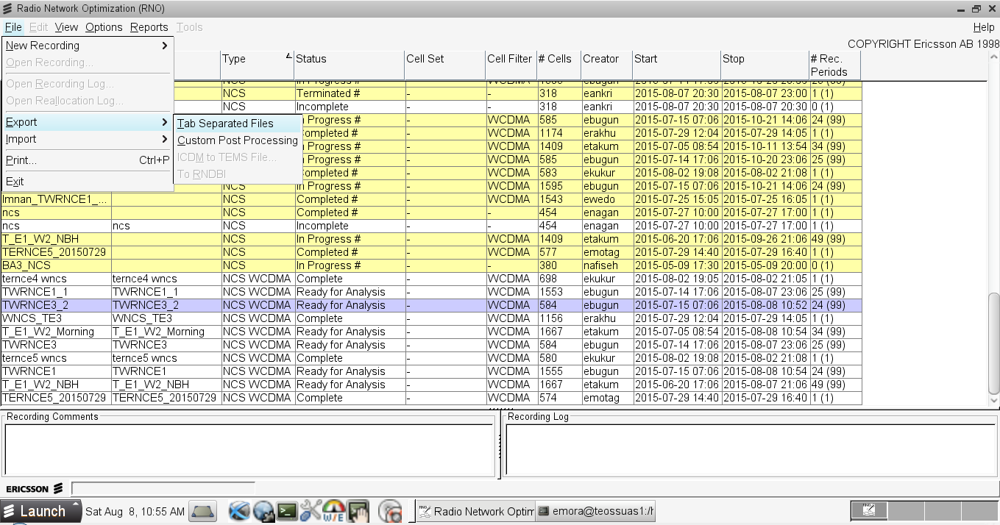 Radio Network Optimization (RNO)
File Edit View Options Reports Tools Help
COPYRIGHT Ericsson AB 1998
New Recording
Open Recording...
Open Recording Log...
Open Reallocation Log...
Export
Import
Print... Ctrl+P
Exit
Tab Separated Files
Custom Post Processing
ICDM to TEMS File...
To RNDBI
Type Status Cell Set Cell Filter # Cells Creator Start Stop # Rec. Periods
NCS Terminated # - - 318 eankri 2015-08-07 20:30 2015-08-07 23:00 1 (1)
NCS Incomplete - - 318 eankri 2015-08-07 20:30 2015-08-07 23:00 0 (1)
n Progress # - WCDMA 585 ebugun 2015-07-15 07:06 2015-10-21 14:06 24 (99)
ompleted # - WCDMA 1174 erakhu 2015-07-29 12:04 2015-07-29 14:05 1 (1)
n Progress # - WCDMA 1409 etakum 2015-07-05 08:54 2015-10-11 13:54 34 (99)
n Progress # - WCDMA 585 ebugun 2015-07-14 17:06 2015-10-20 23:06 25 (99)
ompleted # - WCDMA 583 ekukur 2015-08-02 19:08 2015-08-02 21:08 1 (1)
NCS In Progress # - WCDMA 1595 ebugun 2015-07-15 07:06 2015-10-21 14:06 24 (99)
Imnan_TWRNCE1_... NCS Completed # - WCDMA 1543 ewedo 2015-07-25 15:05 2015-07-25 16:05 1 (1)
ncs NCS Completed # - - 454 enagan 2015-07-27 10:00 2015-07-27 17:00 1 (1)
ncs ncs NCS Incomplete - - 454 enagan 2015-07-27 10:00 2015-07-27 17:00 1 (1)
T_E1_W2_NBH NCS In Progress # - WCDMA 1409 etakum 2015-06-20 17:06 2015-09-26 21:06 49 (99)
TERNCE5_20150729 NCS Completed # - WCDMA 577 emotag 2015-07-29 14:40 2015-07-29 16:40 1 (1)
BA3_NCS NCS In Progress # - - 380 nafiseh 2015-05-09 17:30 2015-05-09 20:00 0 (1)
ternce4 wncs ternce4 wncs NCS WCDMA Complete - WCDMA 698 ekukur 2015-08-02 19:05 2015-08-02 21:05 1 (1)
TWRNCE1_1 TWRNCE1_1 NCS WCDMA Ready for Analysis - WCDMA 1553 ebugun 2015-07-14 17:06 2015-08-07 23:06 25 (99)
TWRNCE3_2 TWRNCE3_2 NCS WCDMA Ready for Analysis - WCDMA 584 ebugun 2015-07-15 07:06 2015-08-08 10:52 24 (99)
WNCS_TE3 WNCS_TE3 NCS WCDMA Complete - WCDMA 1156 erakhu 2015-07-29 12:04 2015-07-29 14:05 1 (1)
T_E1_W2_Morning T_E1_W2_Morning NCS WCDMA Ready for Analysis - WCDMA 1667 etakum 2015-07-05 08:54 2015-08-08 10:54 34 (99)
TWRNCE3 TWRNCE3 NCS WCDMA Ready for Analysis - WCDMA 584 ebugun 2015-07-14 17:06 2015-08-07 23:06 25 (99)
ternce5 wncs ternce5 wncs NCS WCDMA Complete - WCDMA 580 ekukur 2015-08-02 19:08 2015-08-02 21:08 1 (1)
TWRNCE1 TWRNCE1 NCS WCDMA Ready for Analysis - WCDMA 1555 ebugun 2015-07-15 07:06 2015-08-08 10:54 24 (99)
T_E1_W2_NBH T_E1_W2_NBH NCS WCDMA Ready for Analysis - WCDMA 1667 etakum 2015-06-20 17:06 2015-08-07 21:06 49 (99)
TERNCE5_20150729 TERNCE5_20150729 NCS WCDMA Complete - WCDMA 574 emotag 2015-07-29 14:40 2015-07-29 16:40 1 (1)
Recording Comments Recording Log
ERICSSON
Launch Sat Aug 8, 10:55 AM W/E Radio Network Optim emora@teossuas1:/h